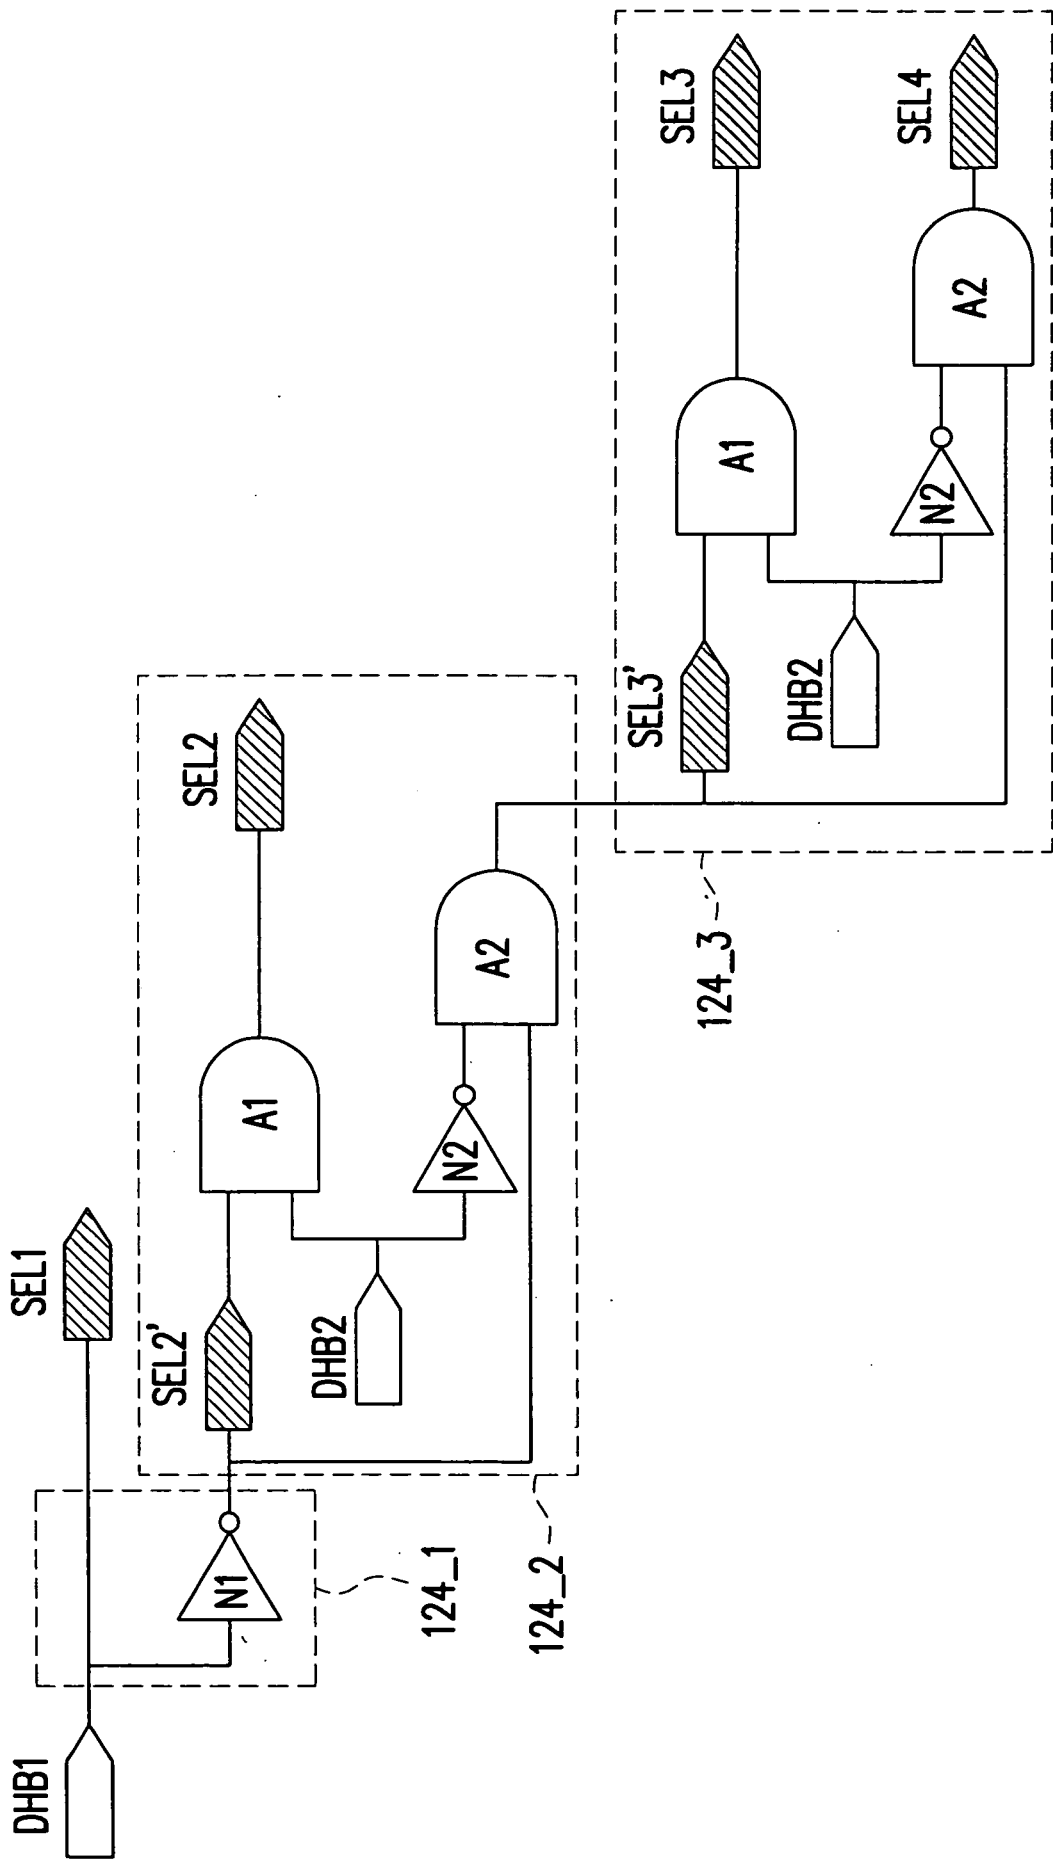 DHB1
SEL1
N1
124_1
SEL2'
A1
SEL2
DHB2
N2
A2
124_2
SEL3'
A1
SEL3
DHB2
N2
A2
SEL4
124_3